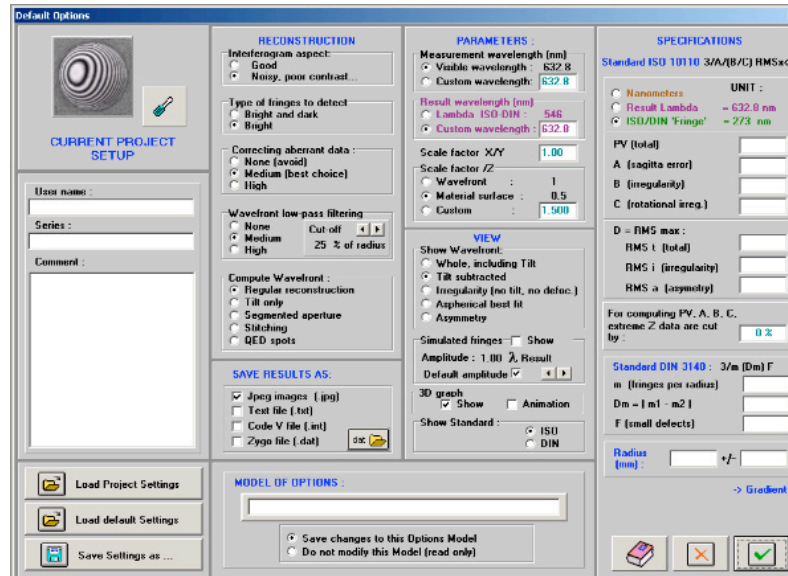 Default Options
CURRENT PROJECT
SETUP
User name :
Series :
Comment :
Load Project Settings
Load default Settings
Save Settings as ...
RECONSTRUCTION
Interferogram aspect:
Good
Noisy, poor contrast...
Type of fringes to detect
Bright and dark
Bright
Correcting aberrant data :
None (avoid)
Medium (best choice)
High
Wavefront low-pass filtering
None
Medium
High
Cut-off
25 % of radius
Compute Wavefront :
Regular reconstruction
Tilt only
Segmented aperture
Stitching
QED spots
SAVE RESULTS AS:
Jpeg images (.jpg)
Text file (.txt)
Code V file (.int)
Zygo file (.dat)
dat
PARAMETERS :
Measurement wavelength (nm)
Visible wavelength : 632.8
Custom wavelength: 632.8
Result wavelength (nm)
Lambda ISO-DIN : 546
Custom wavelength : 632.8
Scale factor X/Y 1.00
Scale factor /Z
Wavefront : 1
Material surface : 0.5
Custom : 1.500
VIEW
Show Wavefront:
Whole, including Tilt
Tilt subtracted
Irregularity (no tilt, no defoc.)
Aspherical best fit
Asymmetry
Simulated fringes Show
Amplitude : 1.00 λ Result
Default amplitude
3D graph
Show Animation
Show Standard :
ISO
DIN
MODEL OF OPTIONS :
Save changes to this Options Model
Do not modify this Model (read only)
SPECIFICATIONS
Standard ISO 10110 3/A/(B/C) RMSx<
UNIT :
Nanometers
Result Lambda = 632.8 nm
ISO/DIN 'Fringe' = 273 nm
PV (total)
A (sagitta error)
B (irregularity)
C (rotational irreg.)
D = RMS max :
RMS t (total)
RMS i (irregularity)
RMS a (asymetry)
For computing PV, A, B, C,
extreme Z data are cut
by : 0 %
Standard DIN 3140 : 3/m (Dm) F
m (fringes per radius)
Dm = | m1 - m2 |
F (small defects)
Radius
(mm) : +/-
-> Gradient